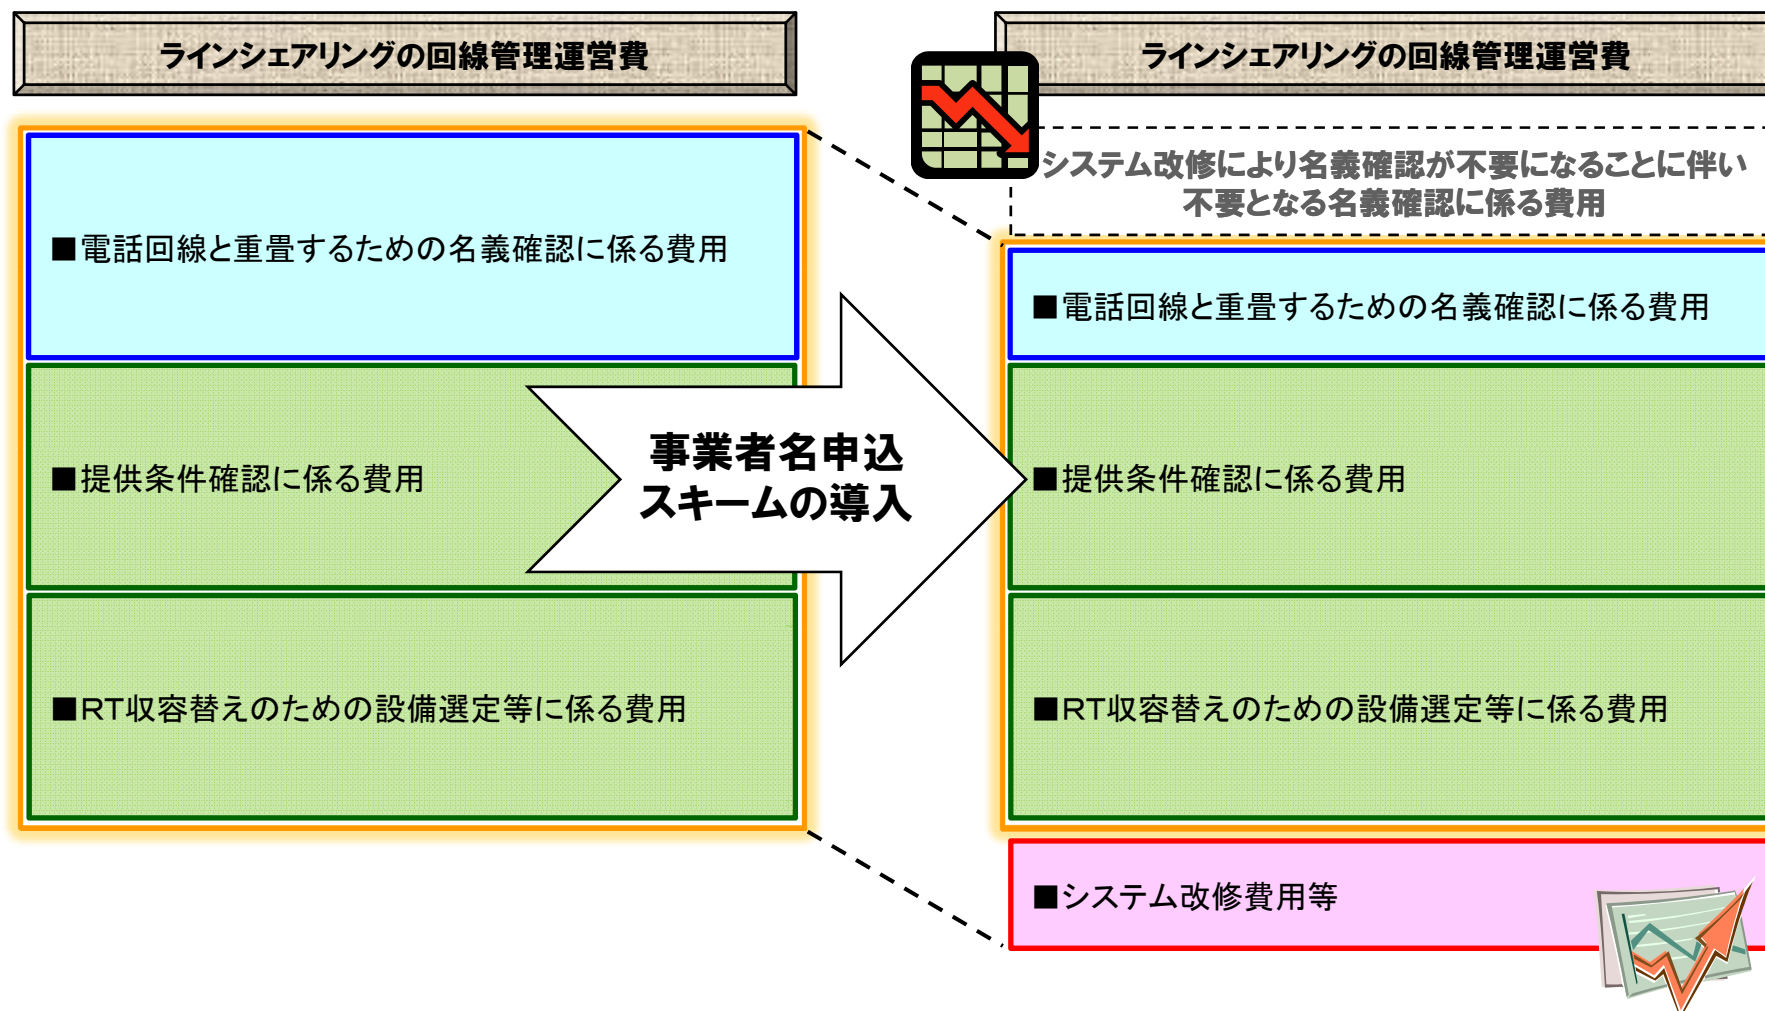 ラインシェアリングの回線管理運営費
■電話回線と重畳するための名義確認に係る費用
■提供条件確認に係る費用
■RT収容替えのための設備選定等に係る費用
事業者名申込
スキームの導入
ラインシェアリングの回線管理運営費
システム改修により名義確認が不要になることに伴い
不要となる名義確認に係る費用
■電話回線と重畳するための名義確認に係る費用
■提供条件確認に係る費用
■RT収容替えのための設備選定等に係る費用
■システム改修費用等